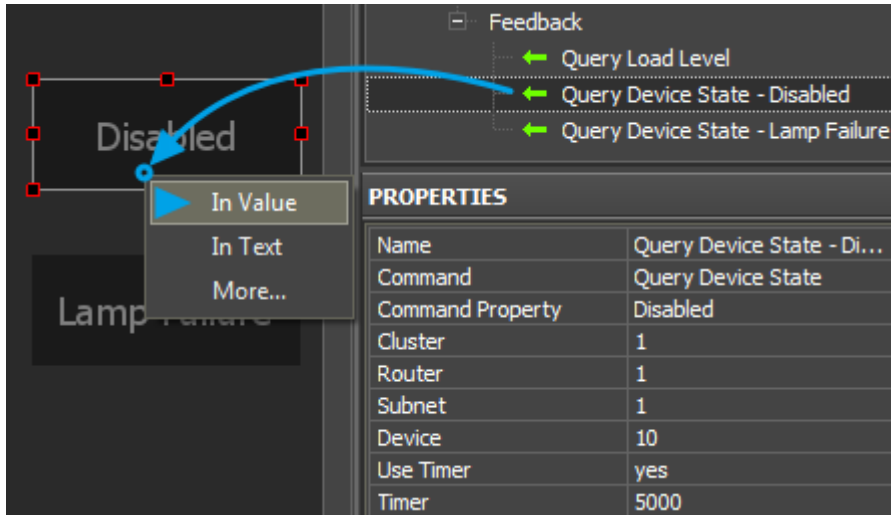 Feedback
Query Load Level
Query Device State - Disabled
Query Device State - Lamp Failure
Disabled
In Value
In Text
More...
Lamp Failure
PROPERTIES
Name Query Device State - Di...
Command Query Device State
Command Property Disabled
Cluster 1
Router 1
Subnet 1
Device 10
Use Timer yes
Timer 5000